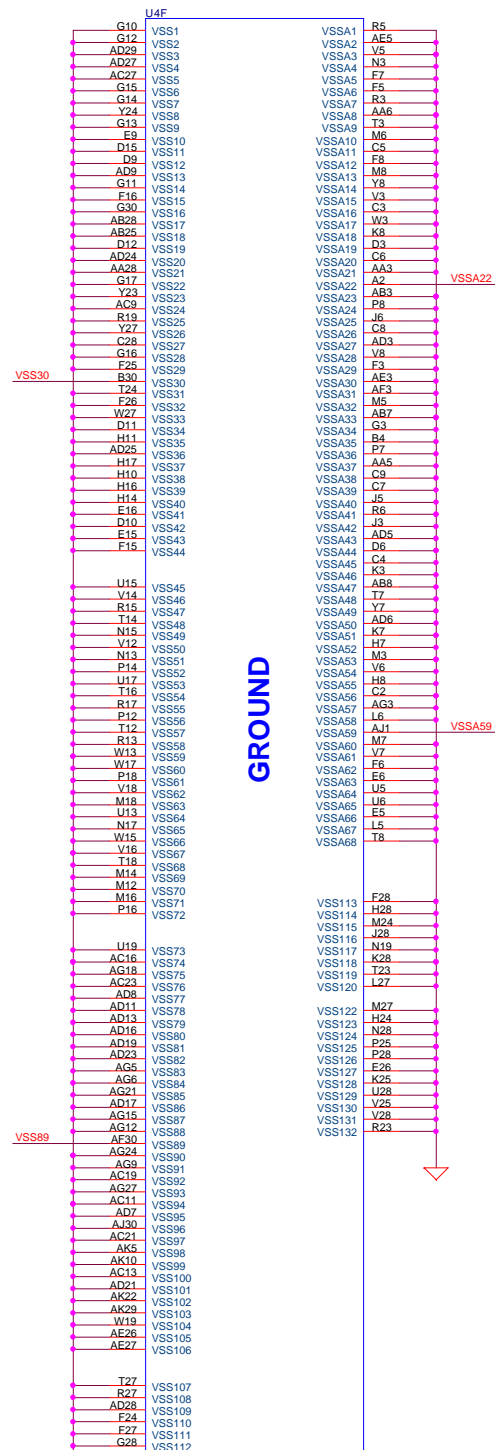 U4F
G10 VSS1
G12 VSS2
AD29 VSS3
AD27 VSS4
AC27 VSS5
G15 VSS6
G14 VSS7
Y24 VSS8
G13 VSS9
E9 VSS10
D15 VSS11
D9 VSS12
AD9 VSS13
G11 VSS14
F16 VSS15
G30 VSS16
AB28 VSS17
AB25 VSS18
D12 VSS19
AD24 VSS20
AA28 VSS21
G17 VSS22
Y23 VSS23
AC9 VSS24
R19 VSS25
Y27 VSS26
C28 VSS27
G16 VSS28
F25 VSS29
VSS30 B30 VSS30
T24 VSS31
F26 VSS32
W27 VSS33
D11 VSS34
H11 VSS35
AD25 VSS36
H17 VSS37
H10 VSS38
H16 VSS39
H14 VSS40
E16 VSS41
D10 VSS42
E15 VSS43
F15 VSS44
U15 VSS45
V14 VSS46
R15 VSS47
T14 VSS48
N15 VSS49
V12 VSS50
N13 VSS51
P14 VSS52
U17 VSS53
T16 VSS54
R17 VSS55
P12 VSS56
T12 VSS57
R13 VSS58
W13 VSS59
W17 VSS60
P18 VSS61
V18 VSS62
M18 VSS63
U13 VSS64
N17 VSS65
W15 VSS66
V16 VSS67
T18 VSS68
M14 VSS69
M12 VSS70
M16 VSS71
P16 VSS72
U19 VSS73
AC16 VSS74
AG18 VSS75
AC23 VSS76
AD8 VSS77
AD11 VSS78
AD13 VSS79
AD16 VSS80
AD19 VSS81
AD23 VSS82
AG5 VSS83
AG6 VSS84
AG21 VSS85
AD17 VSS86
AG15 VSS87
AG12 VSS88
VSS89 AF30 VSS89
AG24 VSS90
AG9 VSS91
AC19 VSS92
AG27 VSS93
AC11 VSS94
AD7 VSS95
AJ30 VSS96
AC21 VSS97
AK5 VSS98
AK10 VSS99
AC13 VSS100
AD21 VSS101
AK22 VSS102
AK29 VSS103
W19 VSS104
AE26 VSS105
AE27 VSS106
T27 VSS107
R27 VSS108
AD28 VSS109
F24 VSS110
F27 VSS111
G28 VSS112
GROUND
VSSA1 R5
VSSA2 AE5
VSSA3 V5
VSSA4 N3
VSSA5 F7
VSSA6 F5
VSSA7 R3
VSSA8 AA6
VSSA9 T3
VSSA10 M6
VSSA11 C5
VSSA12 F8
VSSA13 M8
VSSA14 Y8
VSSA15 V3
VSSA16 C3
VSSA17 W3
VSSA18 K8
VSSA19 D3
VSSA20 C6
VSSA21 AA3
VSSA22 A2 VSSA22
VSSA23 AB3
VSSA24 P8
VSSA25 J6
VSSA26 C8
VSSA27 AD3
VSSA28 V8
VSSA29 F3
VSSA30 AE3
VSSA31 AF3
VSSA32 M5
VSSA33 AB7
VSSA34 G3
VSSA35 B4
VSSA36 P7
VSSA37 AA5
VSSA38 C9
VSSA39 C7
VSSA40 J5
VSSA41 R6
VSSA42 J3
VSSA43 AD5
VSSA44 D6
VSSA45 C4
VSSA46 K3
VSSA47 AB8
VSSA48 T7
VSSA49 Y7
VSSA50 AD6
VSSA51 K7
VSSA52 H7
VSSA53 M3
VSSA54 V6
VSSA55 H8
VSSA56 C2
VSSA57 AG3
VSSA58 L6
VSSA59 AJ1 VSSA59
VSSA60 M7
VSSA61 V7
VSSA62 F6
VSSA63 E6
VSSA64 U5
VSSA65 U6
VSSA66 E5
VSSA67 L5
VSSA68 T8
VSS113 F28
VSS114 H28
VSS115 M24
VSS116 J28
VSS117 N19
VSS118 K28
VSS119 T23
VSS120 L27
VSS122 M27
VSS123 H24
VSS124 N28
VSS125 P25
VSS126 P28
VSS127 E26
VSS128 K25
VSS129 U28
VSS130 V25
VSS131 V28
VSS132 R23